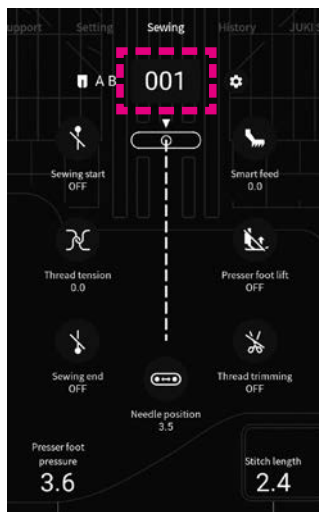 upport Setting Sewing History JUKI S
A B 001
Sewing start
OFF
Smart feed
0.0
Thread tension
0.0
Presser foot lift
OFF
Sewing end
OFF
Thread trimming
OFF
Needle position
3.5
Presser foot
pressure
3.6
Stitch length
2.4